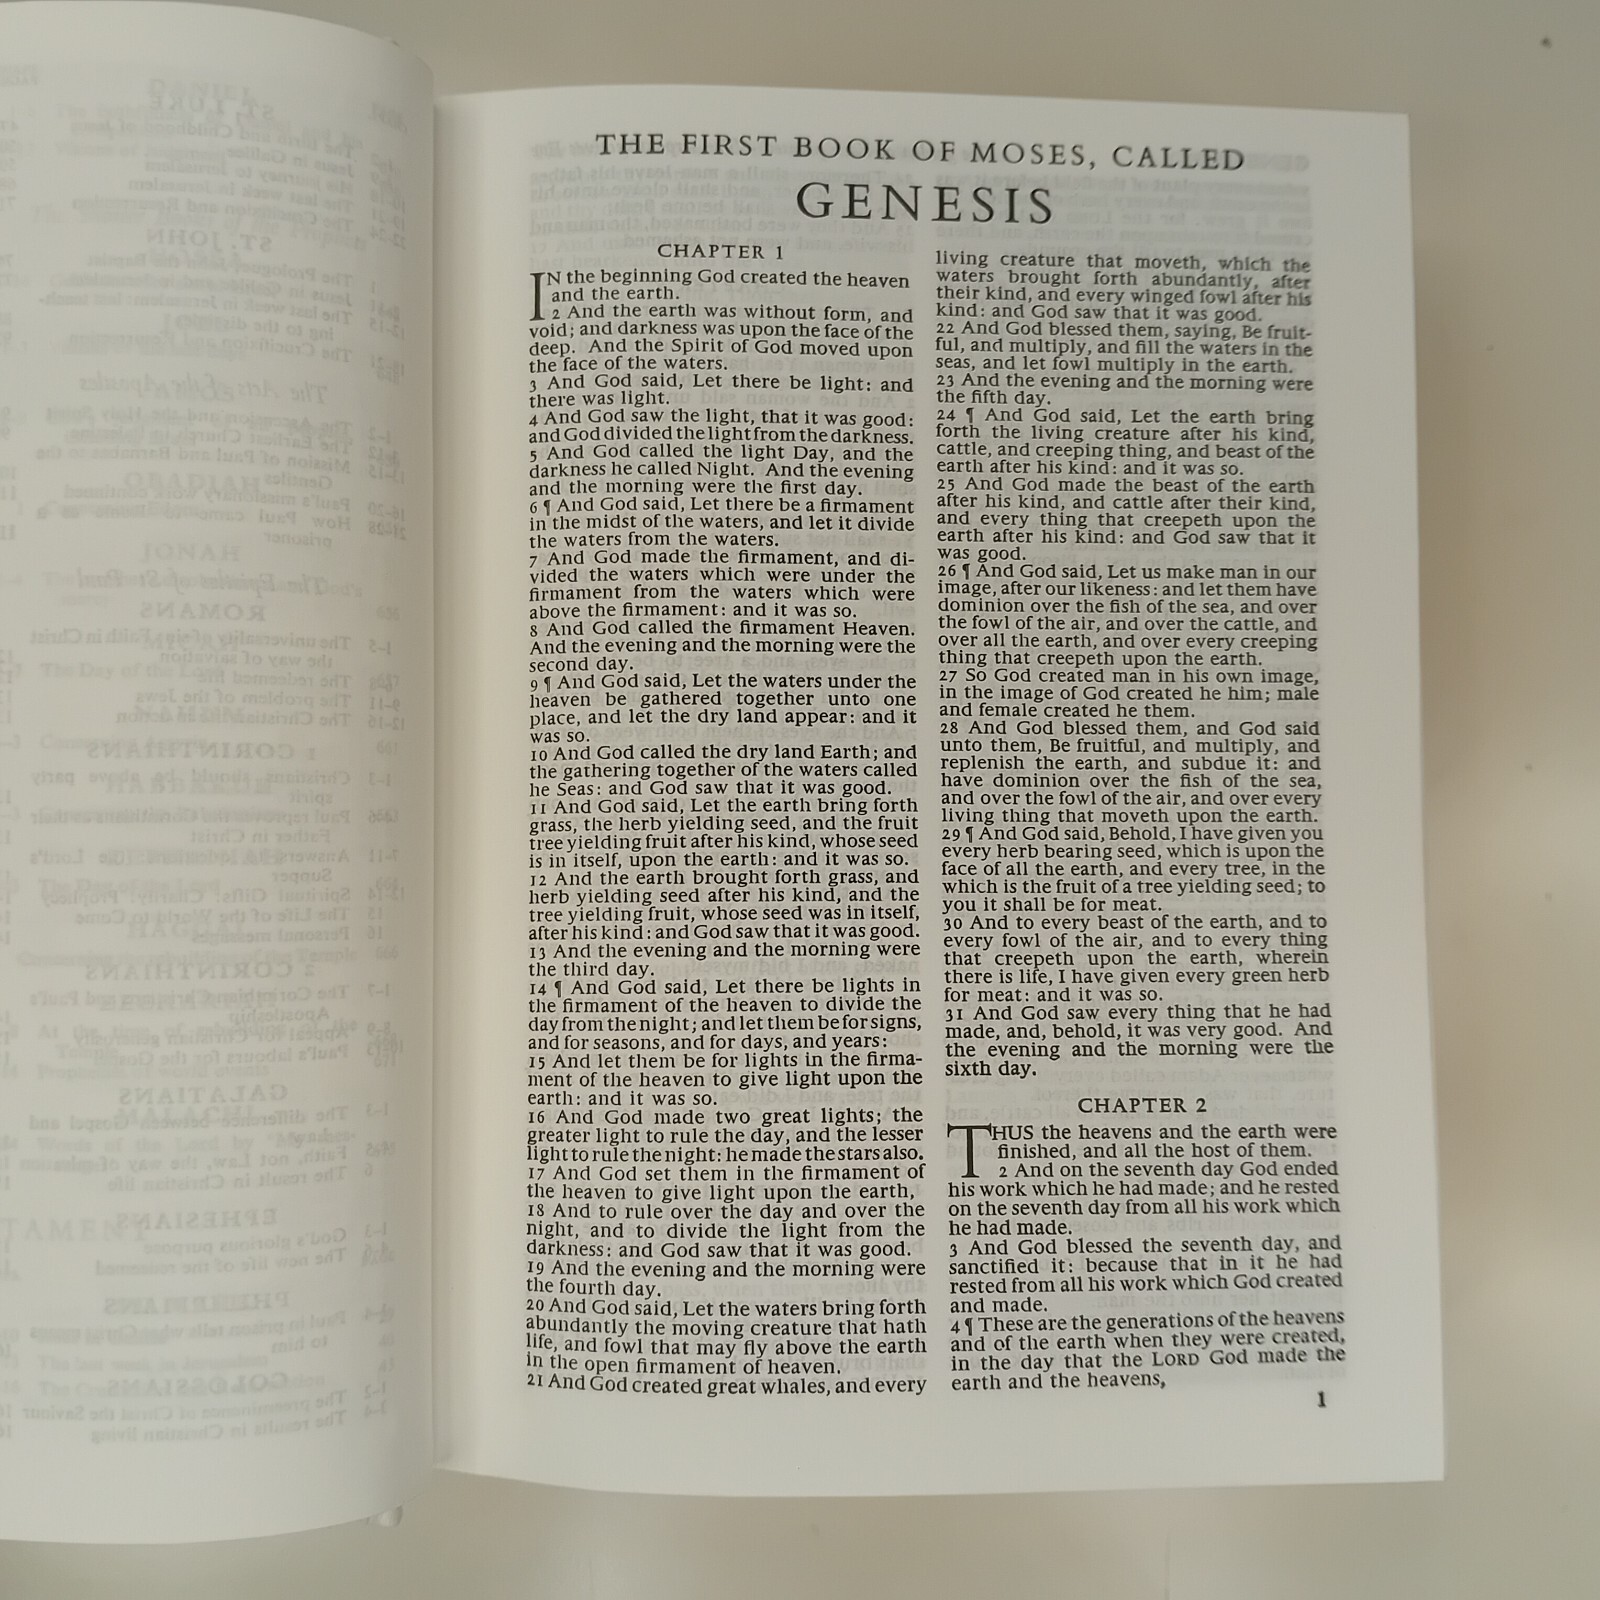 THE FIRST BOOK OF MOSES, CALLED
GENESIS
CHAPTER 1
IN the beginning God created the heaven
and the earth.
2 And the earth was without form, and
void; and darkness was upon the face of the
deep. And the Spirit of God moved upon
the face of the waters.
3 And God said, Let there be light: and
there was light.
4 And God saw the light, that it was good:
and God divided the light from the darkness.
5 And God called the light Day, and the
darkness he called Night. And the evening
and the morning were the first day.
6 ¶ And God said, Let there be a firmament
in the midst of the waters, and let it divide
the waters from the waters.
7 And God made the firmament, and di-
vided the waters which were under the
firmament from the waters which were
above the firmament: and it was so.
8 And God called the firmament Heaven.
And the evening and the morning were the
second day.
9 ¶ And God said, Let the waters under the
heaven be gathered together unto one
place, and let the dry land appear: and it
was so.
10 And God called the dry land Earth; and
the gathering together of the waters called
he Seas: and God saw that it was good.
11 And God said, Let the earth bring forth
grass, the herb yielding seed, and the fruit
tree yielding fruit after his kind, whose seed
is in itself, upon the earth: and it was so.
12 And the earth brought forth grass, and
herb yielding seed after his kind, and the
tree yielding fruit, whose seed was in itself,
after his kind: and God saw that it was good.
13 And the evening and the morning were
the third day.
14 ¶ And God said, Let there be lights in
the firmament of the heaven to divide the
day from the night; and let them be for signs,
and for seasons, and for days, and years:
15 And let them be for lights in the firma-
ment of the heaven to give light upon the
earth: and it was so.
16 And God made two great lights; the
greater light to rule the day, and the lesser
light to rule the night: he made the stars also.
17 And God set them in the firmament of
the heaven to give light upon the earth,
18 And to rule over the day and over the
night, and to divide the light from the
darkness: and God saw that it was good.
19 And the evening and the morning were
the fourth day.
20 And God said, Let the waters bring forth
abundantly the moving creature that hath
life, and fowl that may fly above the earth
in the open firmament of heaven.
21 And God created great whales, and every
living creature that moveth, which the
waters brought forth abundantly, after
their kind, and every winged fowl after his
kind: and God saw that it was good.
22 And God blessed them, saying, Be fruit-
ful, and multiply, and fill the waters in the
seas, and let fowl multiply in the earth.
23 And the evening and the morning were
the fifth day.
24 ¶ And God said, Let the earth bring
forth the living creature after his kind,
cattle, and creeping thing, and beast of the
earth after his kind: and it was so.
25 And God made the beast of the earth
after his kind, and cattle after their kind,
and every thing that creepeth upon the
earth after his kind: and God saw that it
was good.
26 ¶ And God said, Let us make man in our
image, after our likeness: and let them have
dominion over the fish of the sea, and over
the fowl of the air, and over the cattle, and
over all the earth, and over every creeping
thing that creepeth upon the earth.
27 So God created man in his own image,
in the image of God created he him; male
and female created he them.
28 And God blessed them, and God said
unto them, Be fruitful, and multiply, and
replenish the earth, and subdue it: and
have dominion over the fish of the sea,
and over the fowl of the air, and over every
living thing that moveth upon the earth.
29 ¶ And God said, Behold, I have given you
every herb bearing seed, which is upon the
face of all the earth, and every tree, in the
which is the fruit of a tree yielding seed; to
you it shall be for meat.
30 And to every beast of the earth, and to
every fowl of the air, and to every thing
that creepeth upon the earth, wherein
there is life, I have given every green herb
for meat: and it was so.
31 And God saw every thing that he had
made, and, behold, it was very good. And
the evening and the morning were the
sixth day.
CHAPTER 2
THUS the heavens and the earth were
finished, and all the host of them.
2 And on the seventh day God ended
his work which he had made; and he rested
on the seventh day from all his work which
he had made.
3 And God blessed the seventh day, and
sanctified it: because that in it he had
rested from all his work which God created
and made.
4 ¶ These are the generations of the heavens
and of the earth when they were created,
in the day that the LORD God made the
earth and the heavens,
1